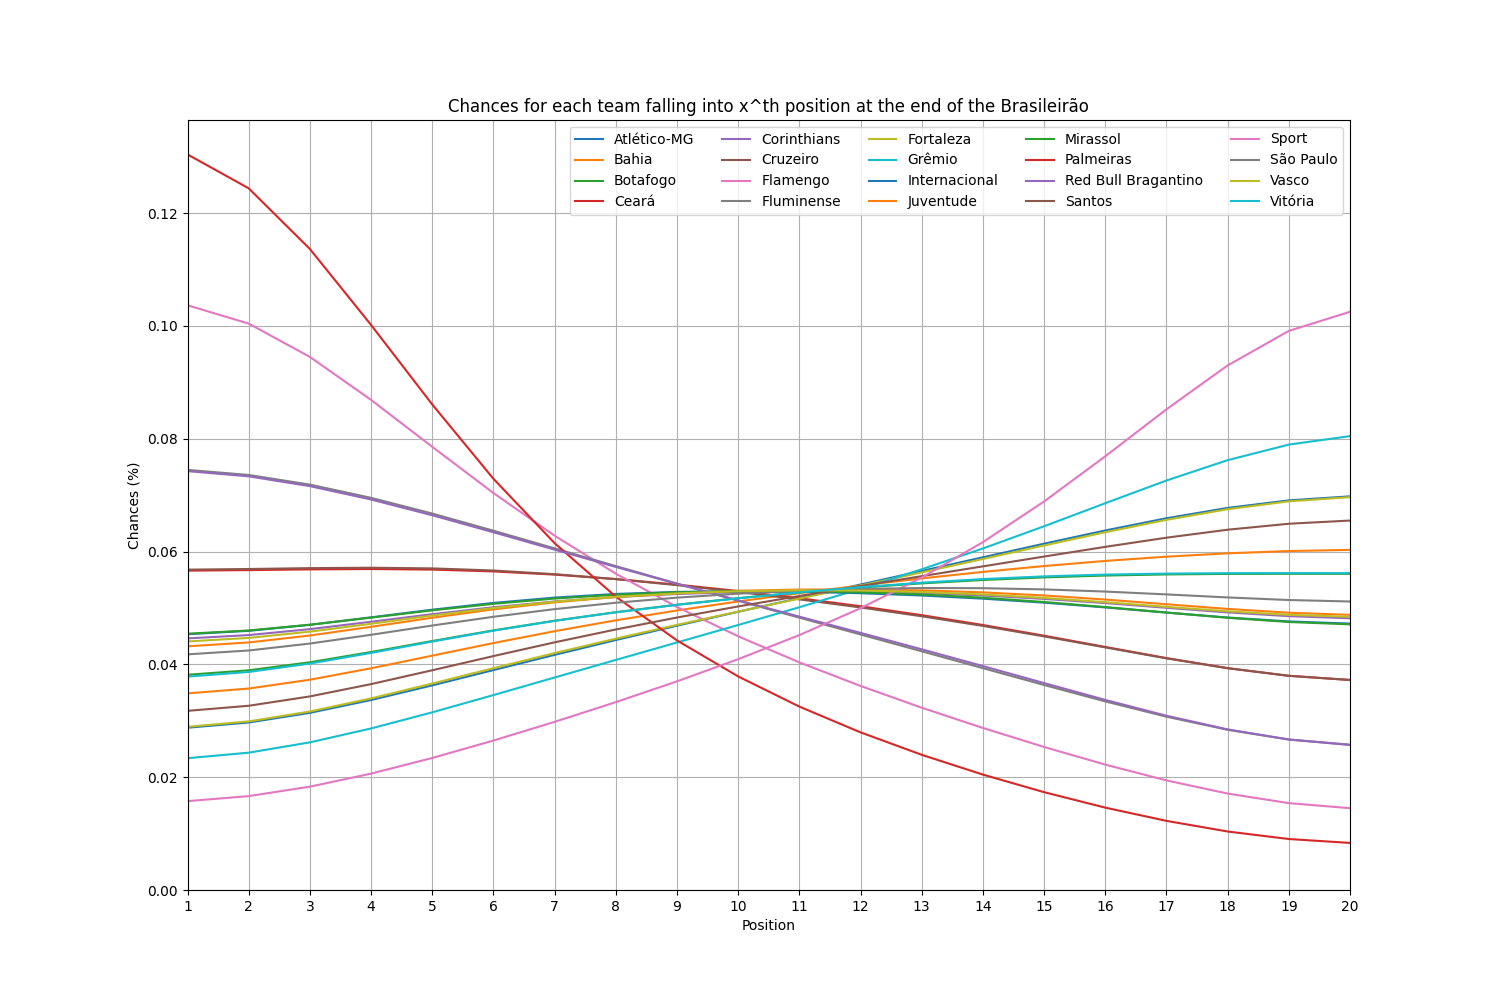 Chances for each team falling into x^th position at the end of the Brasileirão
Atlético-MG
Bahia
Botafogo
Ceará
Corinthians
Cruzeiro
Flamengo
Fluminense
Fortaleza
Grêmio
Internacional
Juventude
Mirassol
Palmeiras
Red Bull Bragantino
Santos
Sport
São Paulo
Vasco
Vitória
Chances (%)
0.12
0.10
0.08
0.06
0.04
0.02
0.00
1 2 3 4 5 6 7 8 9 10 11 12 13 14 15 16 17 18 19 20
Position